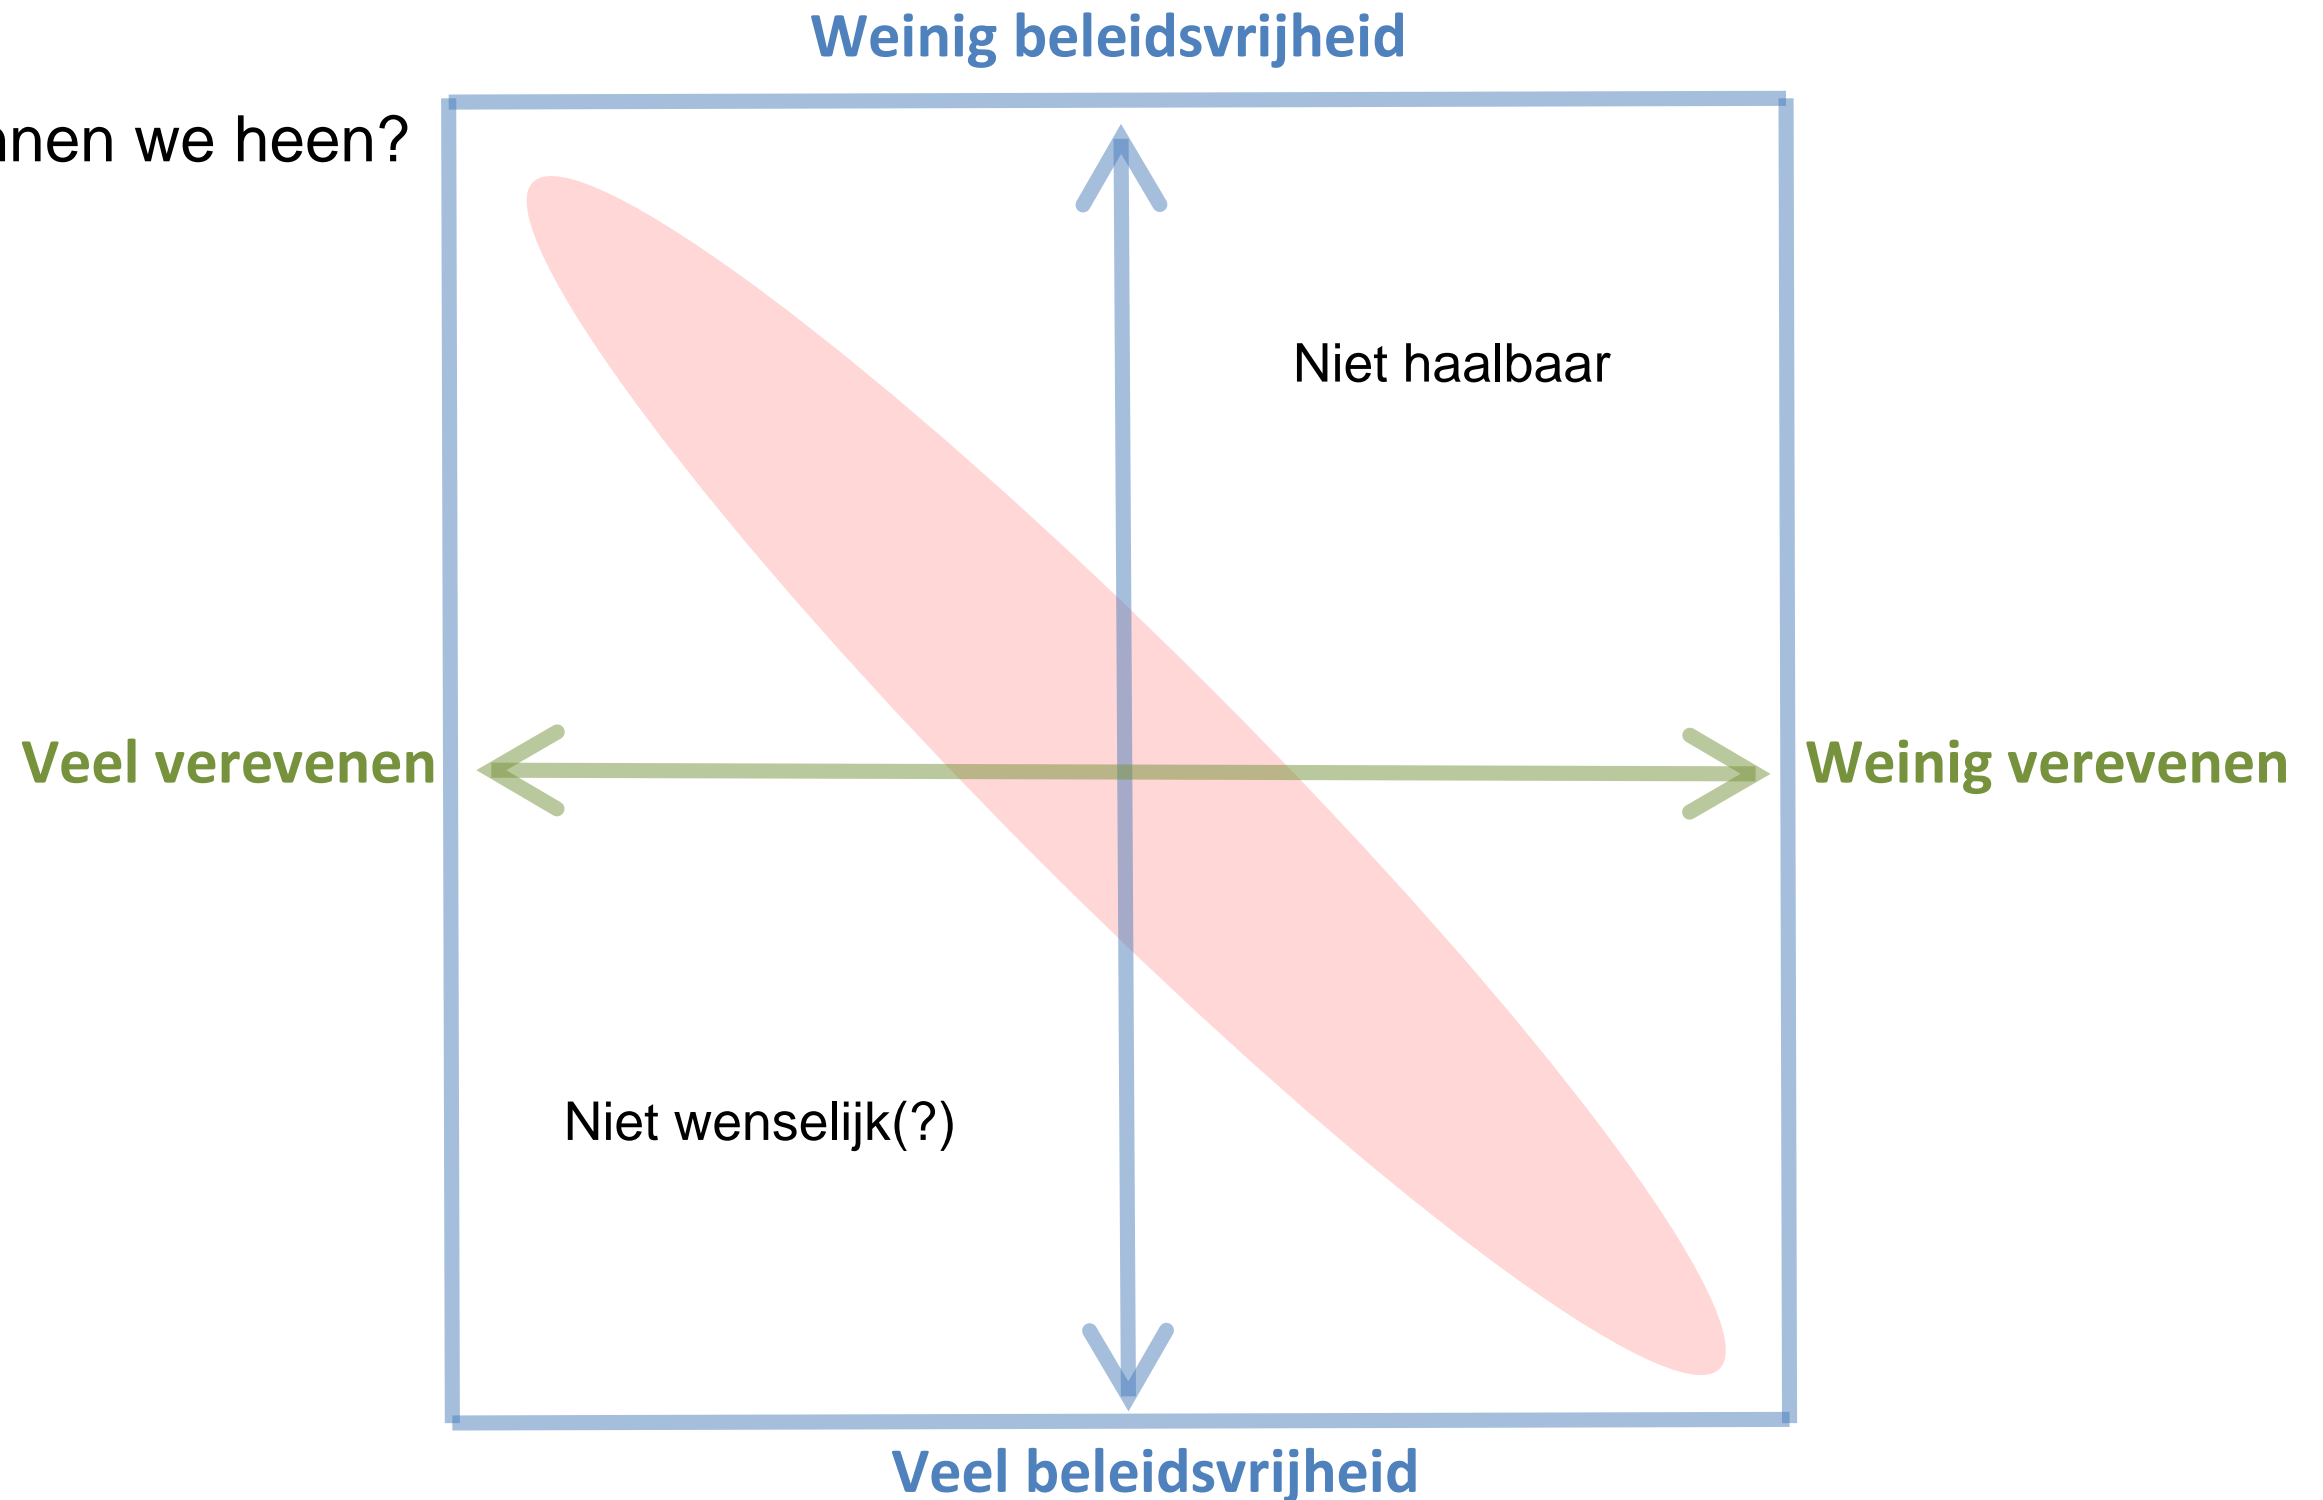 Weinig beleidsvrijheid
nen we heen?
Niet haalbaar
Veel verevenen
Weinig verevenen
Niet wenselijk(?)
Veel beleidsvrijheid